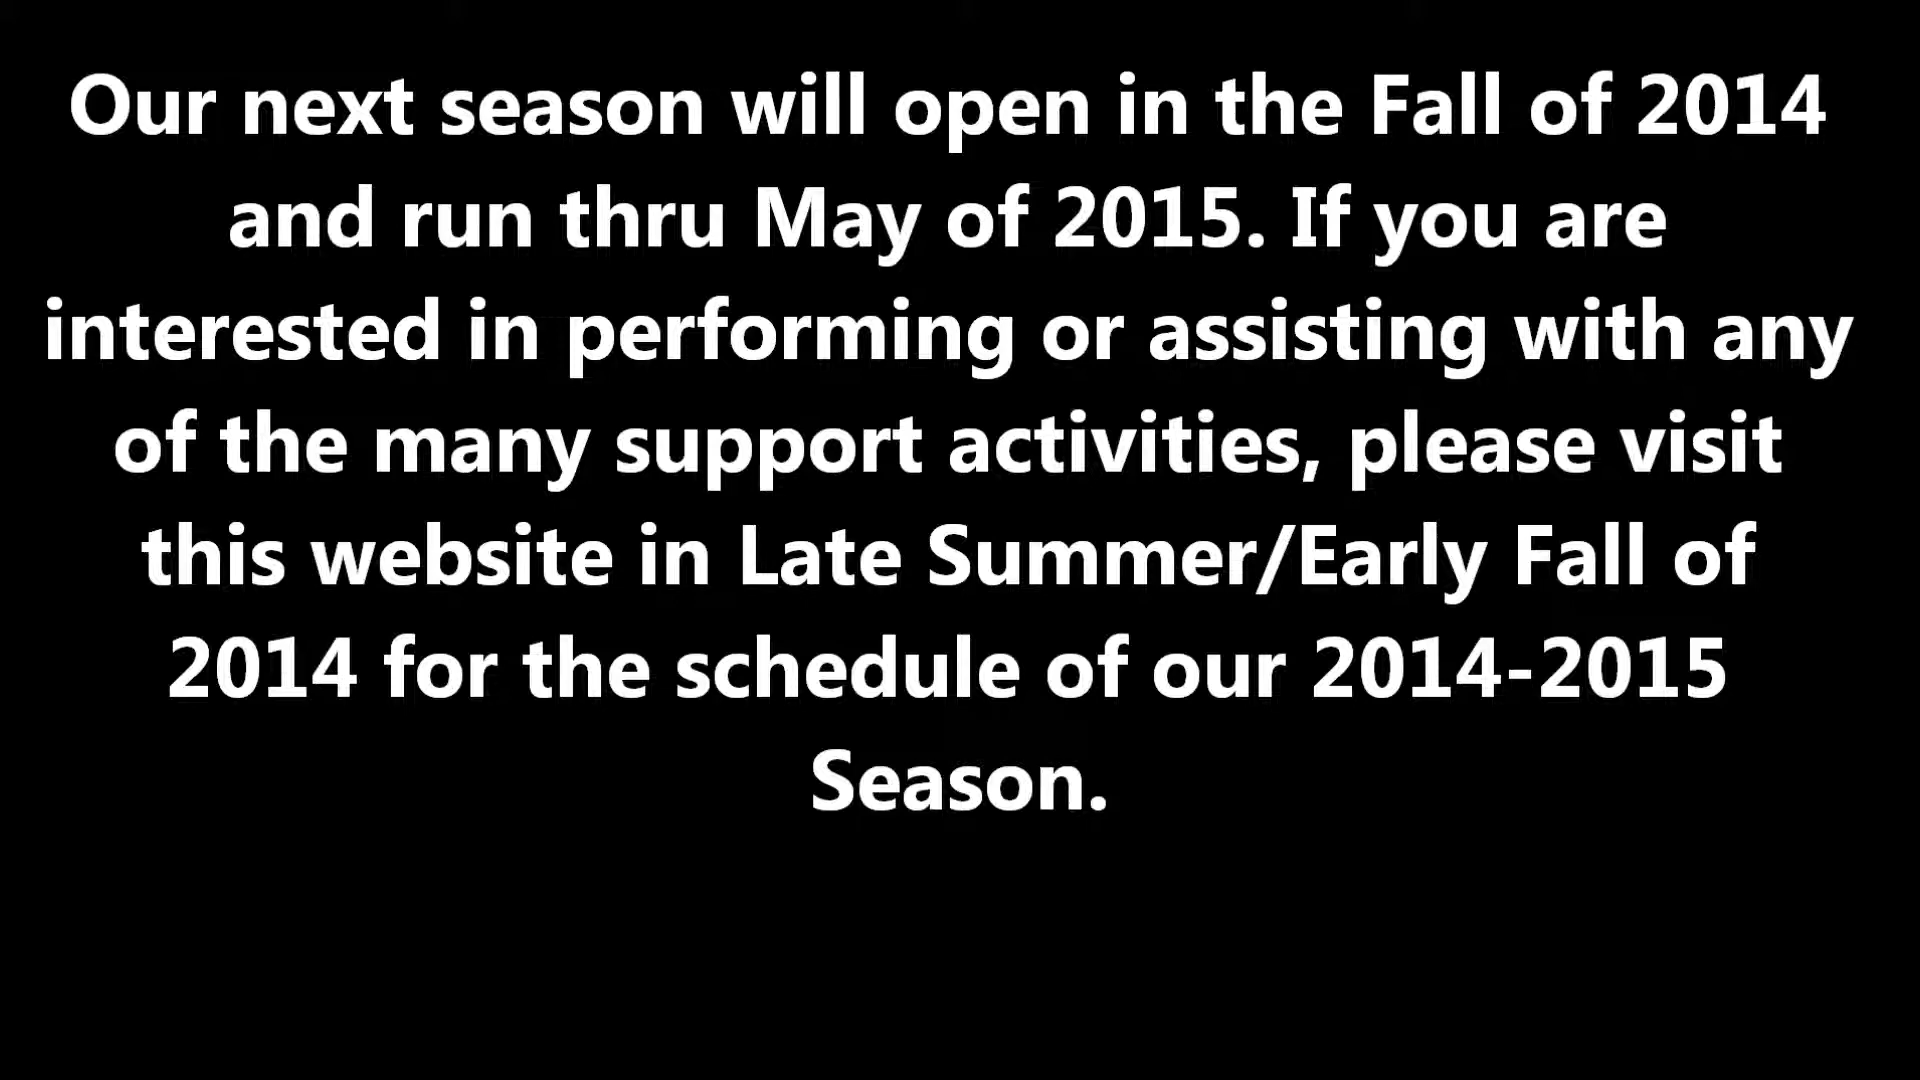 Our next season will open in the Fall of 2014
and run thru May of 2015. If you are
interested in performing or assisting with any
of the many support activities, please visit
this website in Late Summer/Early Fall of
2014 for the schedule of our 2014-2015
Season.